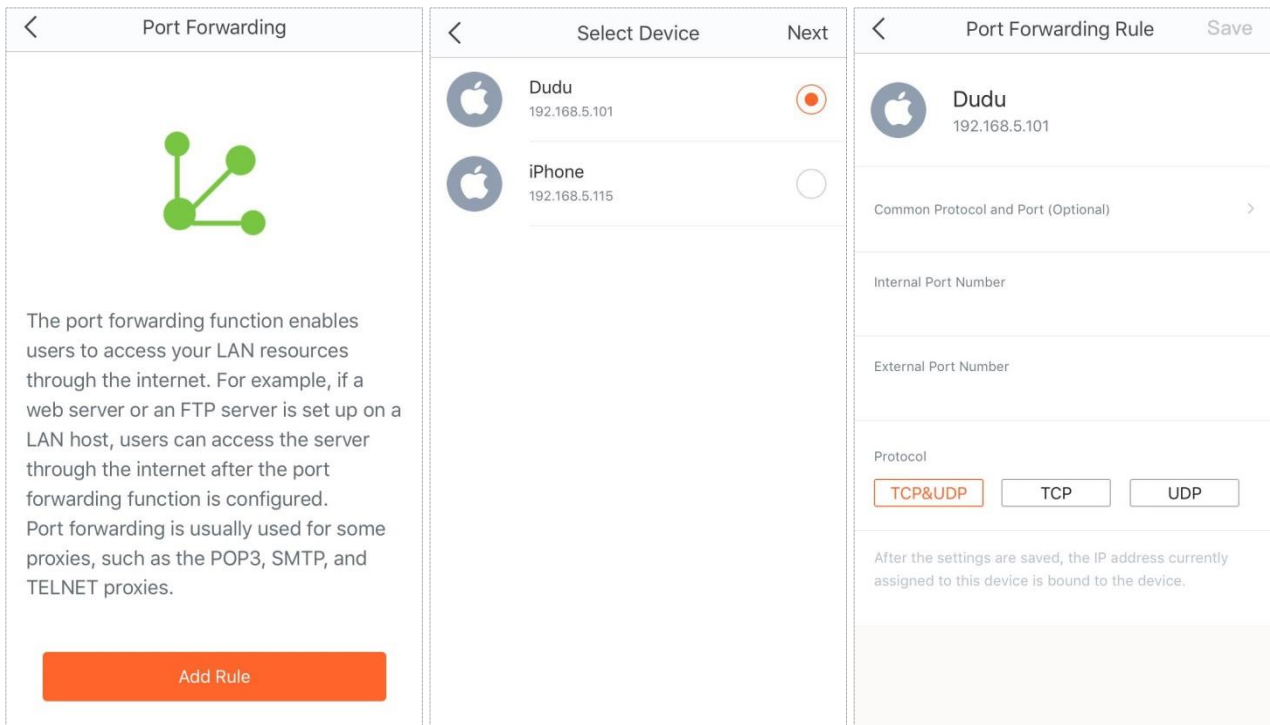 Port Forwarding
The port forwarding function enables
users to access your LAN resources
through the internet. For example, if a
web server or an FTP server is set up on a
LAN host, users can access the server
through the internet after the port
forwarding function is configured.
Port forwarding is usually used for some
proxies, such as the POP3, SMTP, and
TELNET proxies.
Add Rule
Select Device
Next
Dudu
192.168.5.101
iPhone
192.168.5.115
Port Forwarding Rule
Save
Dudu
192.168.5.101
Common Protocol and Port (Optional)
Internal Port Number
External Port Number
Protocol
TCP&UDP
TCP
UDP
After the settings are saved, the IP address currently
assigned to this device is bound to the device.